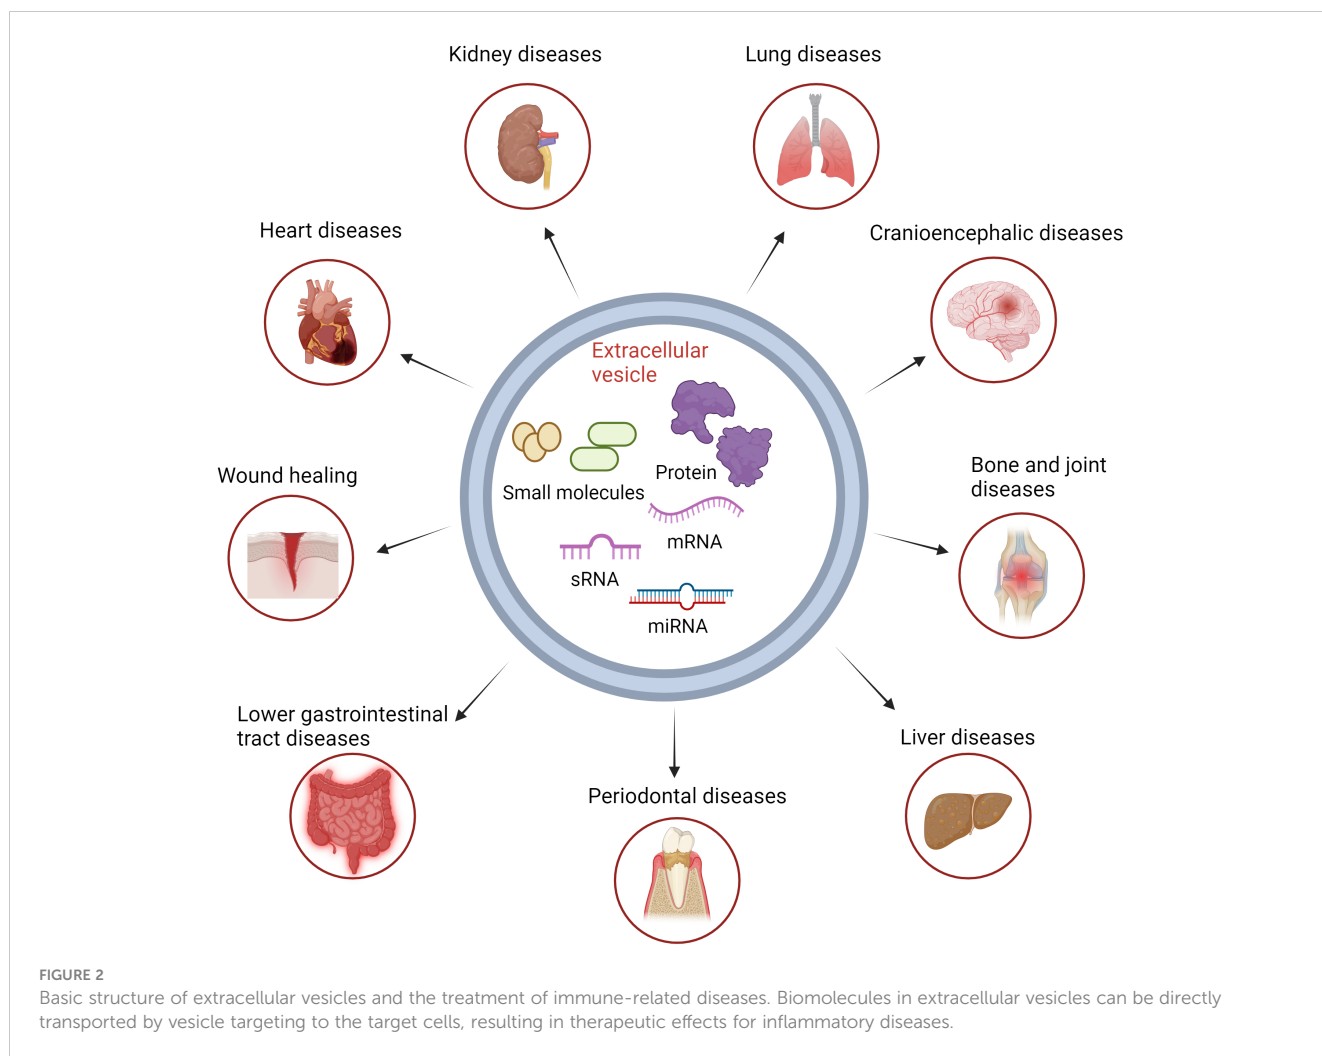 Kidney diseases
Lung diseases
Heart diseases
Cranioencephalic diseases
Extracellular
vesicle
Wound healing
Protein
Small molecules
Bone and joint
diseases
mRNA
sRNA
miRNA
Lower gastrointestinal
tract diseases
Liver diseases
Periodontal diseases
FIGURE 2
Basic structure of extracellular vesicles and the treatment of immune-related diseases. Biomolecules in extracellular vesicles can be directly
transported by vesicle targeting to the target cells, resulting in therapeutic effects for inflammatory diseases.